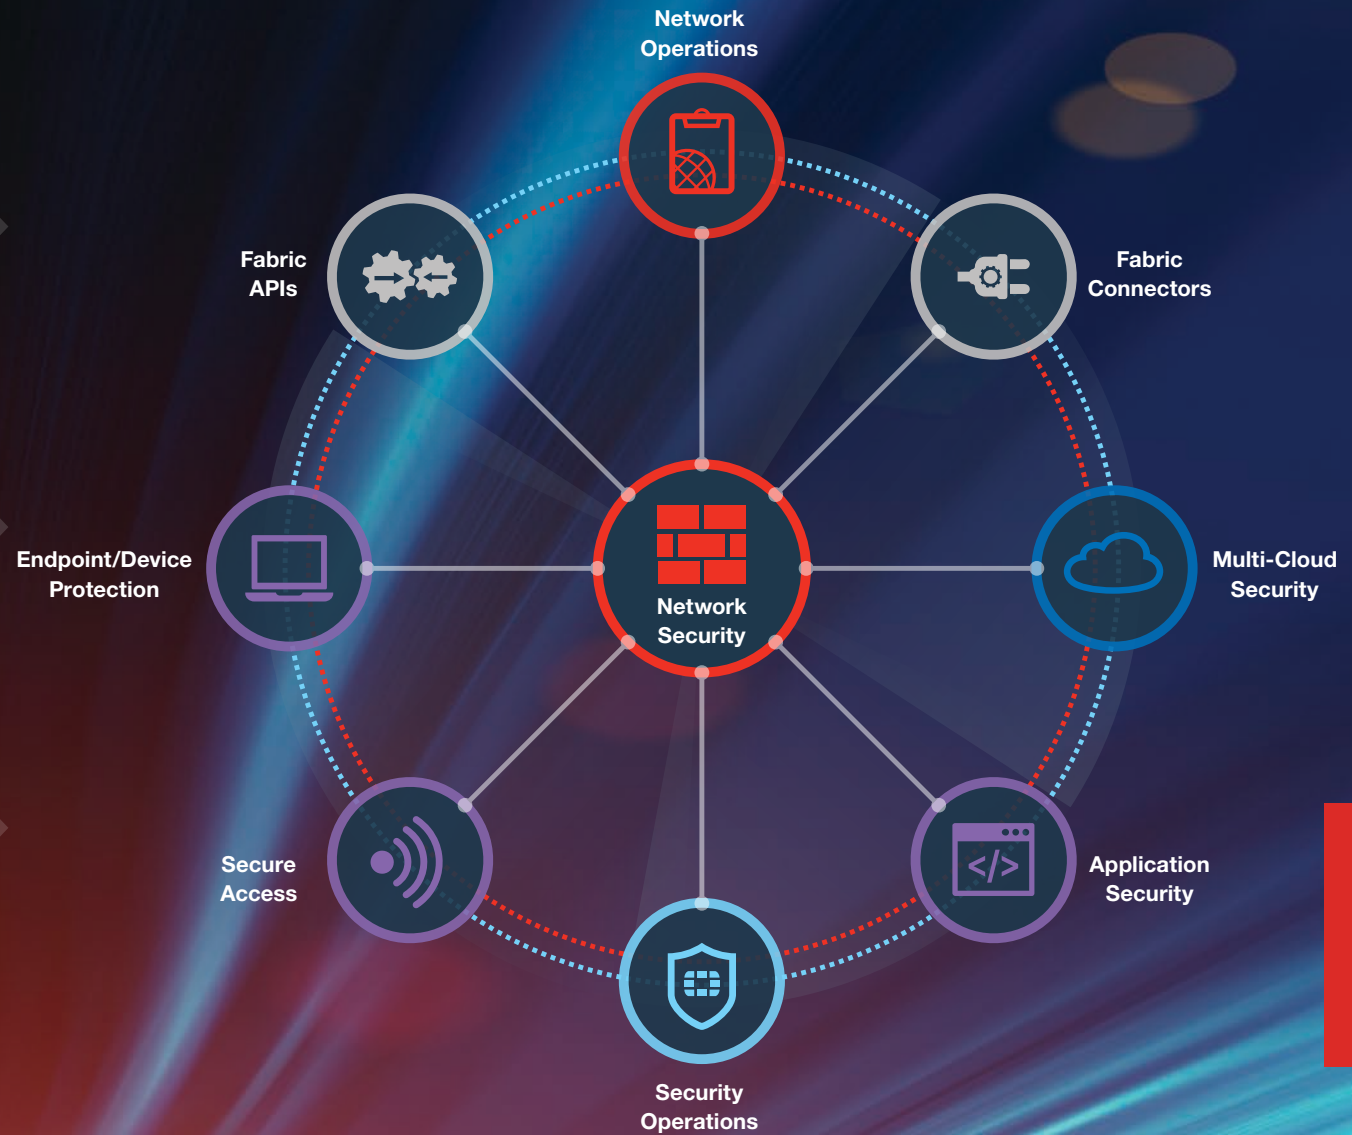 Network
Operations
Fabric
APIs
Fabric
Connectors
Endpoint/Device
Protection
Network
Security
Multi-Cloud
Security
Secure
Access
</>
Application
Security
Security
Operations